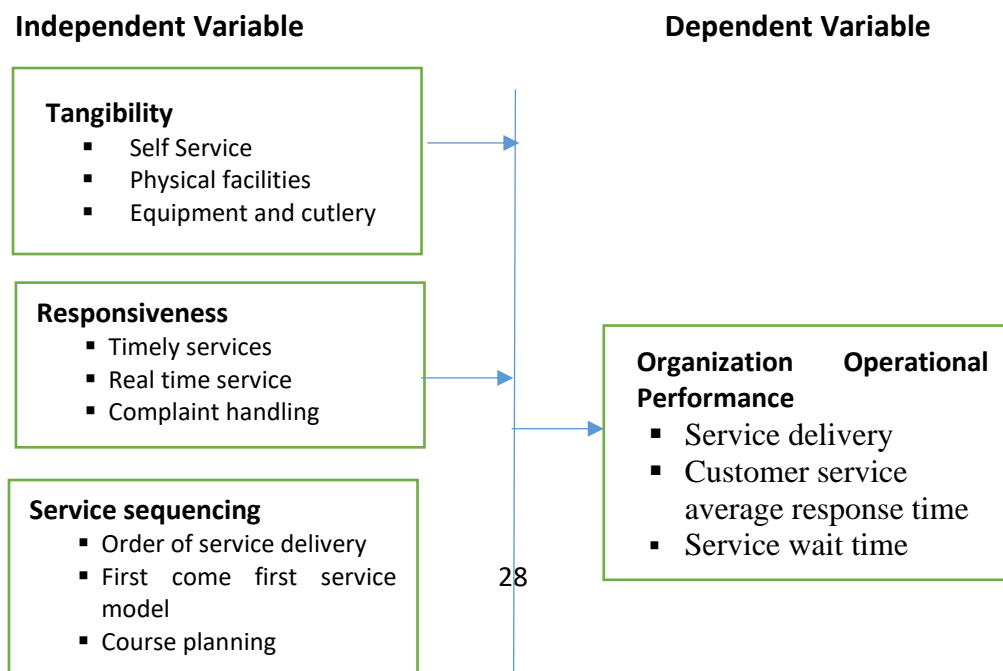 Independent Variable
Dependent Variable
Tangibility
▪ Self Service
▪ Physical facilities
▪ Equipment and cutlery
Responsiveness
▪ Timely services
▪ Real time service
▪ Complaint handling
Organization Operational
Performance
▪ Service delivery
▪ Customer service
average response time
▪ Service wait time
Service sequencing
▪ Order of service delivery
▪ First come first service
model
▪ Course planning
28